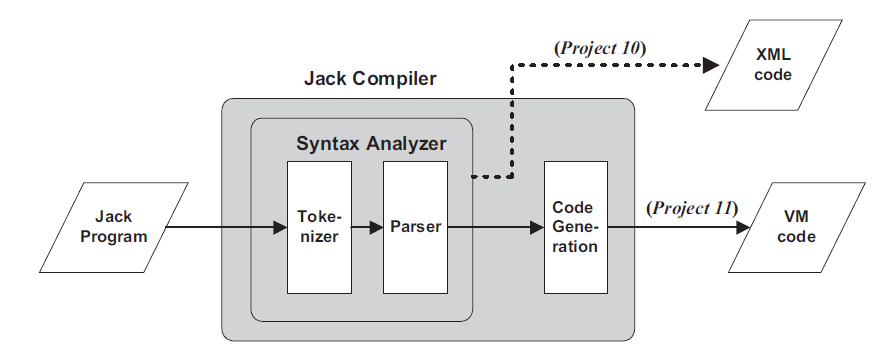 (Project 10)
XML
code
Jack Compiler
Syntax Analyzer
Jack
Program
Toke-
nizer
Parser
Code
Gene-
ration
(Project 11)
VM
code